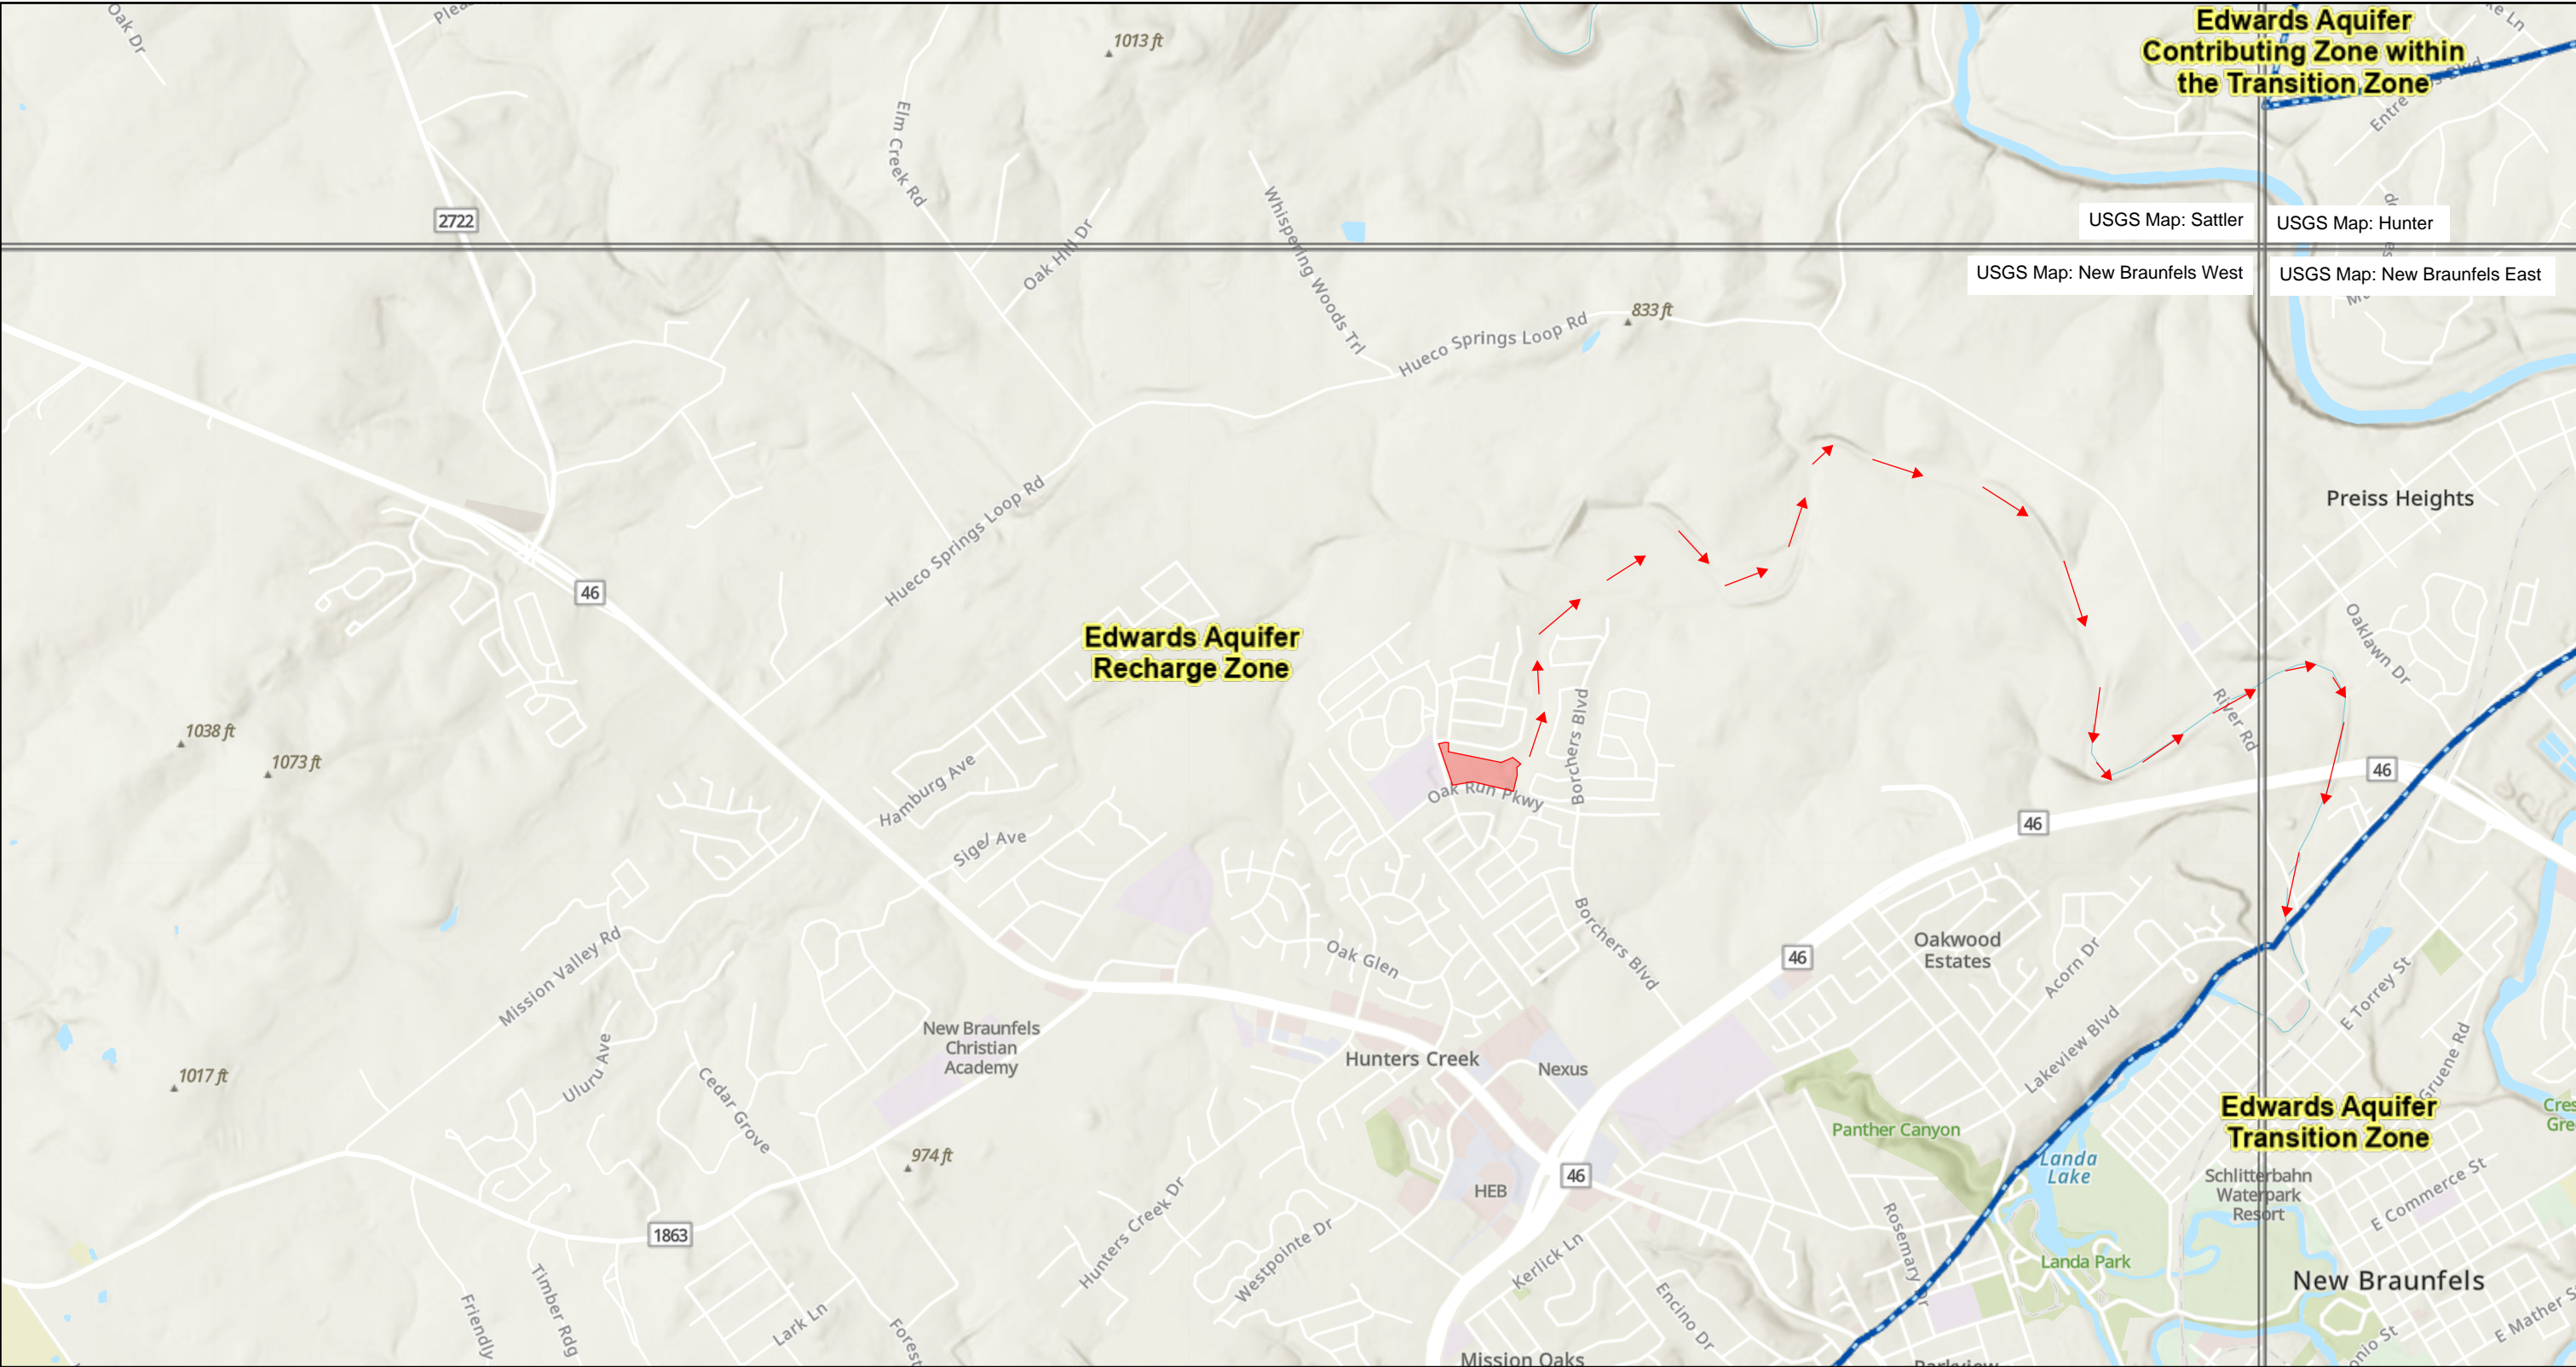 Oak Dr
1013 ft
Edwards Aquifer
Contributing Zone within
the Transition Zone
Elm Creek Rd
2722
Oak Hill Dr
Whispering Woods Trl
USGS Map: Sattler
USGS Map: Hunter
USGS Map: New Braunfels West
USGS Map: New Braunfels East
833 ft
Hueco Springs Loop Rd
Hueco Springs Loop Rd
Preiss Heights
46
Edwards Aquifer
Recharge Zone
Oaklawn Dr
River Rd
1038 ft
1073 ft
Borchers Blvd
Oak Run Pkwy
Hamburg Ave
Sigel Ave
46
46
Mission Valley Rd
Oak Glen
Borchers Blvd
46
Oakwood
Estates
Acorn Dr
E Torrey St
New Braunfels
Christian
Academy
Uluru Ave
Cedar Grove
1017 ft
Hunters Creek
Nexus
Lakeview Blvd
Gruene Rd
Edwards Aquifer
Transition Zone
Panther Canyon
974 ft
Landa
Lake
Schlitterbahn
Waterpark
Resort
46
HEB
E Commerce St
1863
Hunters Creek Dr
Westpointe Dr
Kerlick Ln
Rosemary Dr
Landa Park
New Braunfels
Friendly
Timber Rdg
Lark Ln
Forest
Encino Dr
Mission Oaks
Parkview
E Mather S